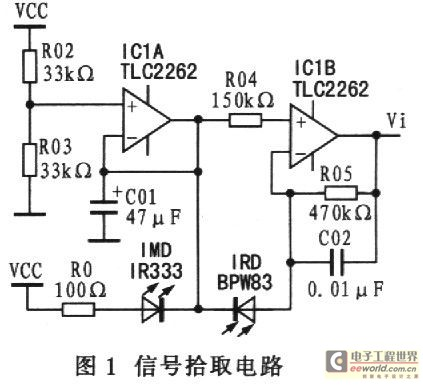 VCC
R02
33kΩ
IC1A
TLC2262
R04
150kΩ
IC1B
TLC2262
Vi
R03
33kΩ
C01
47μF
R05
470kΩ
C02
0.01μF
VCC
R0
100Ω
IMD
IR333
IRD
BPW83
图1 信号拾取电路
电子工程世界
eeworld.com.cn